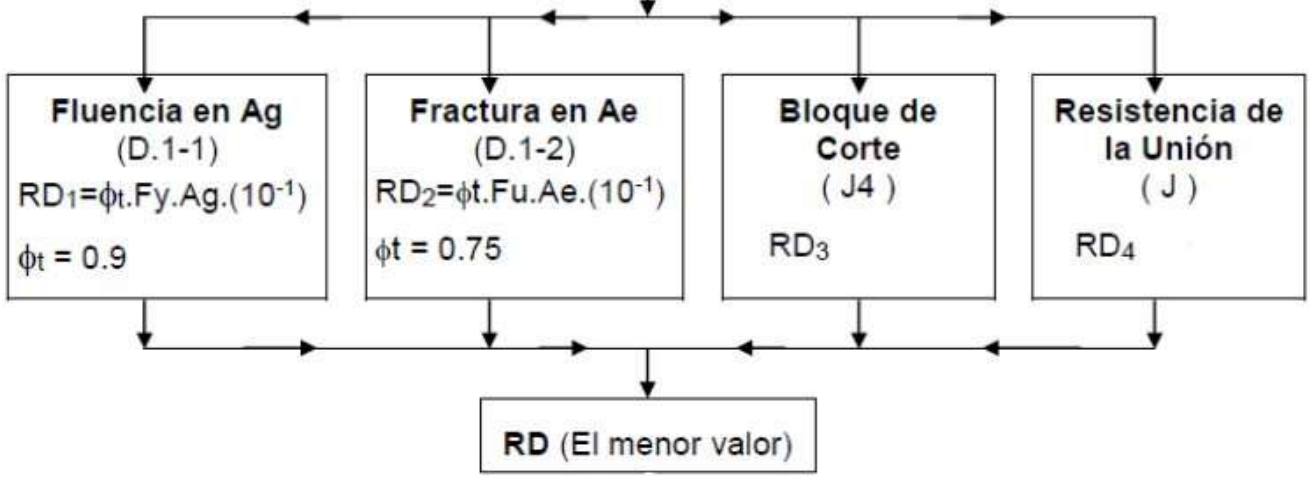 Fluencia en Ag
(D.1-1)
RD₁=ϕt.Fy.Ag.(10⁻¹)
ϕt = 0.9
Fractura en Ae
(D.1-2)
RD₂=ϕt.Fu.Ae.(10⁻¹)
ϕt = 0.75
Bloque de
Corte
( J4 )
RD₃
Resistencia de
la Unión
( J )
RD₄
RD (El menor valor)